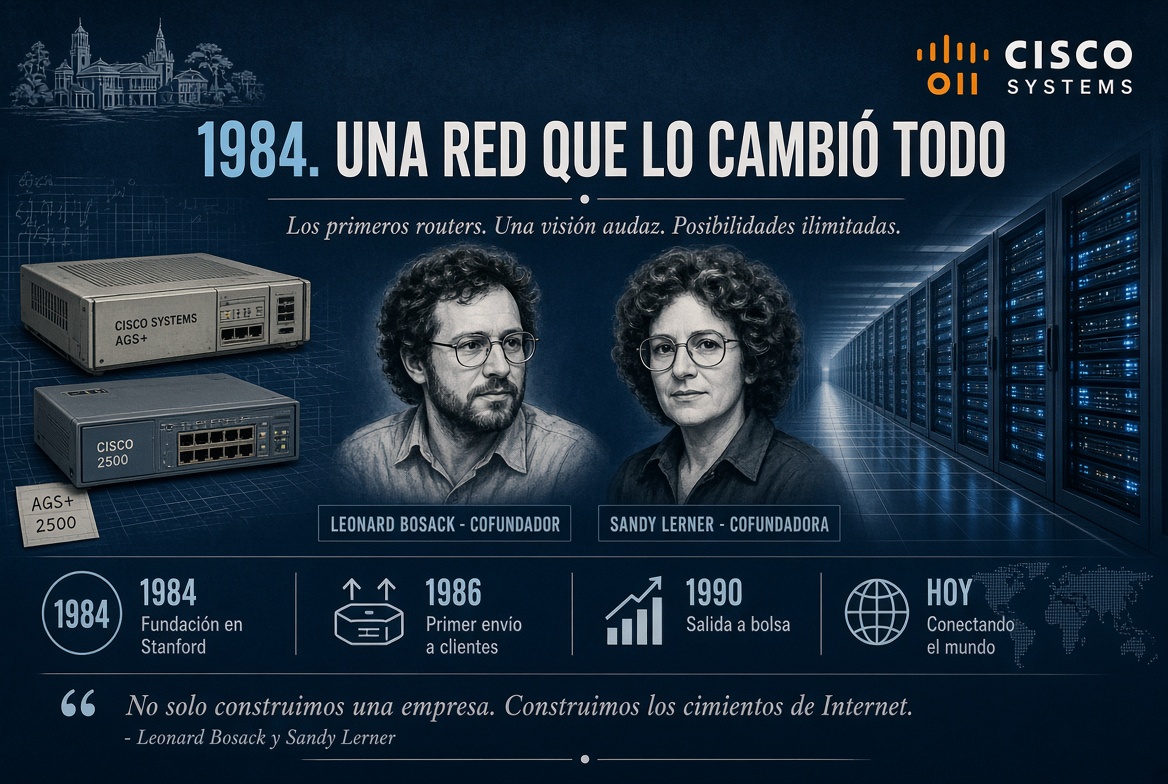 CISCO
SYSTEMS
1984. UNA RED QUE LO CAMBIÓ TODO
Los primeros routers. Una visión audaz. Posibilidades ilimitadas.
CISCO SYSTEMS
AGS+
CISCO
2500
AGS+
2500
LEONARD BOSACK - COFUNDADOR
SANDY LERNER - COFUNDADORA
1984
1984
Fundación en
Stanford
1986
Primer envío
a clientes
1990
Salida a bolsa
HOY
Conectando
el mundo
“ No solo construimos una empresa. Construimos los cimientos de Internet.
- Leonard Bosack y Sandy Lerner